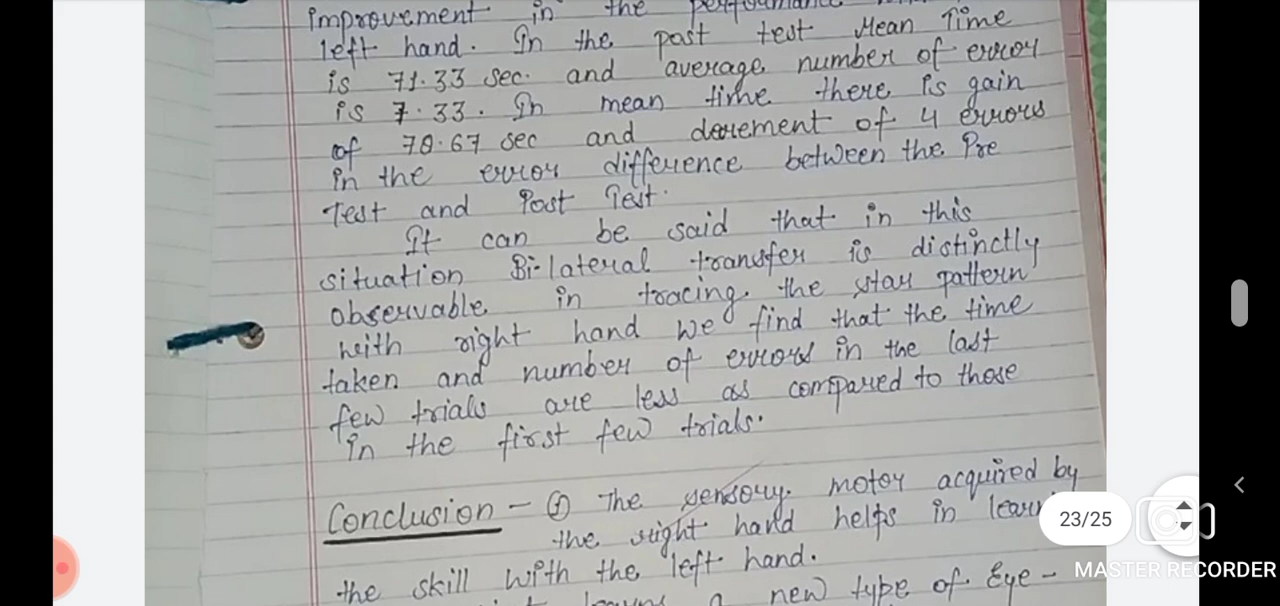 improvement in the performance
left hand. In the past test Mean Time
is 71.33 sec. and average number of error
is 7.33. In mean time there is gain
of 78.67 sec and decrement of 4 errors
in the error difference between the Pre
Test and Post Test.
It can be said that in this
situation Bi-lateral transfer is distinctly
observable in tracing the star pattern
with right hand we find that the time
taken and number of errors in the last
few trials are less as compared to those
in the first few trials.
Conclusion - ① The sensory motor acquired by
the right hand helps in
the skill with the left hand.
learns a new type of Eye-
23/25
MASTER RECORDER